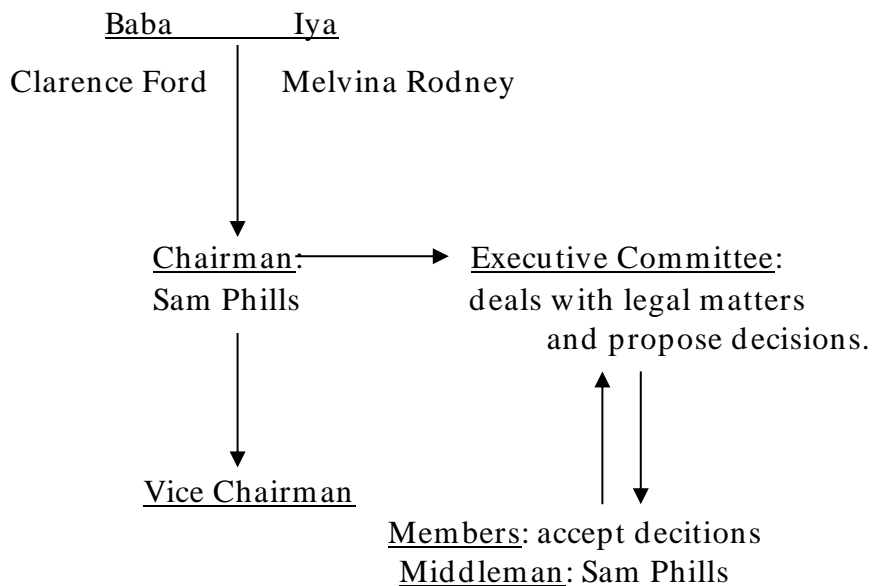 Baba Iya
Clarence Ford Melvina Rodney
Chairman: Executive Committee:
Sam Phills deals with legal matters
and propose decisions.
Vice Chairman
Members: accept decitions
Middleman: Sam Phills